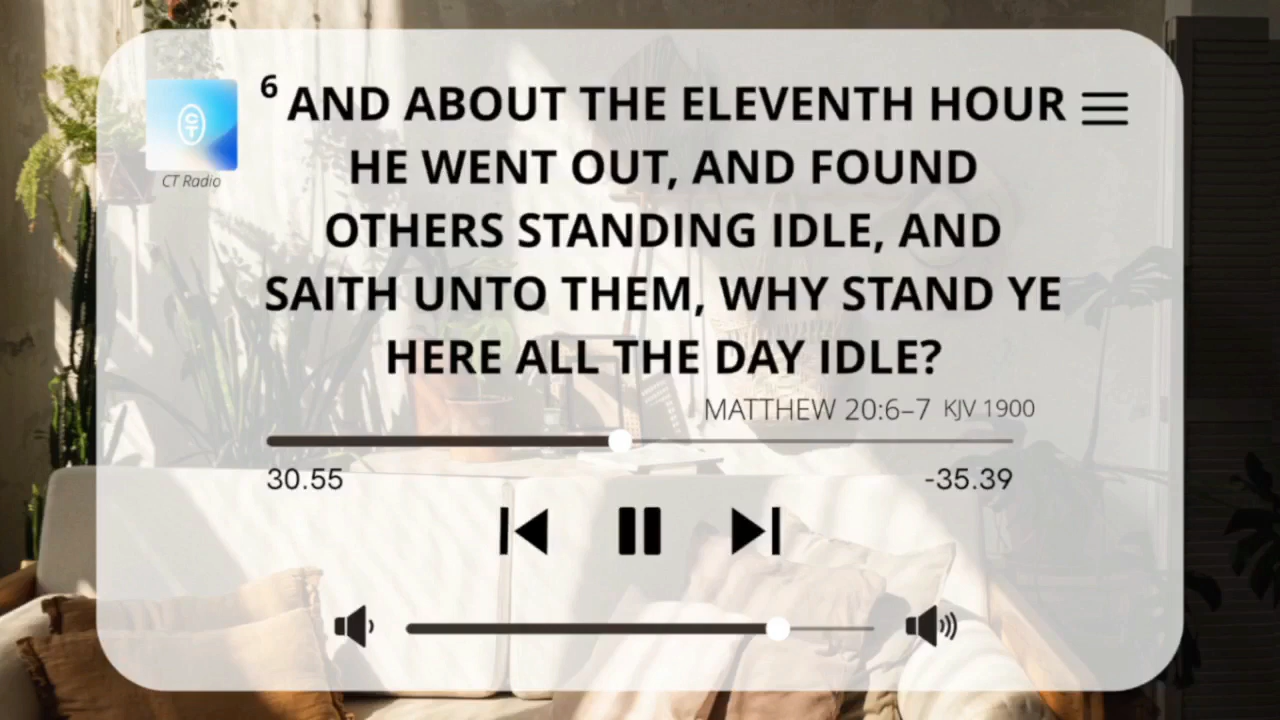 6 AND ABOUT THE ELEVENTH HOUR
HE WENT OUT, AND FOUND
OTHERS STANDING IDLE, AND
SAITH UNTO THEM, WHY STAND YE
HERE ALL THE DAY IDLE?
CT
CT Radio
MATTHEW 20:6–7 KJV 1900
30.55 -35.39